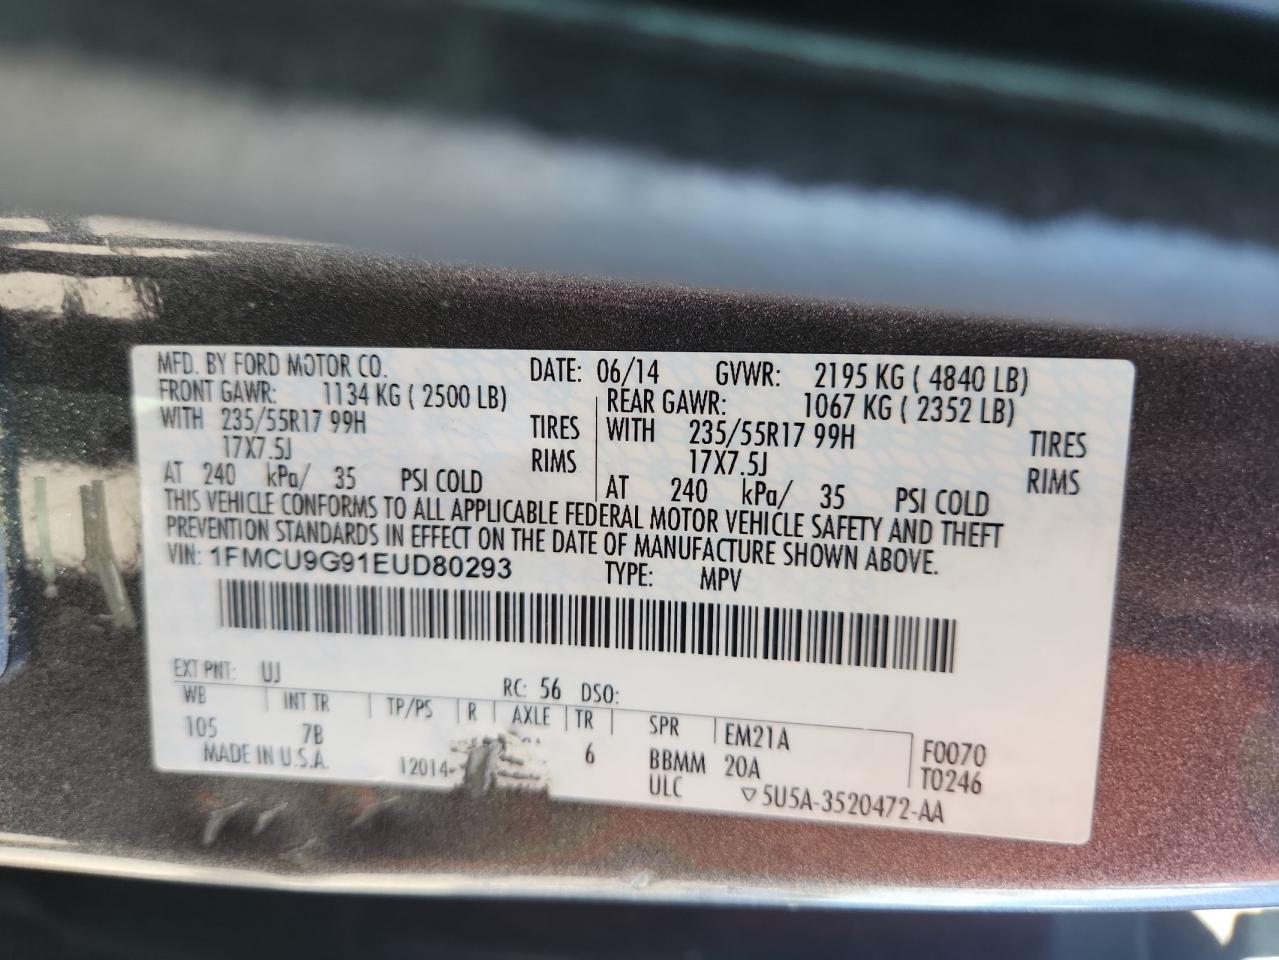 MFD. BY FORD MOTOR CO. DATE: 06/14 GVWR: 2195 KG ( 4840 LB)
FRONT GAWR: 1134 KG ( 2500 LB) REAR GAWR: 1067 KG ( 2352 LB)
WITH 235/55R17 99H TIRES WITH 235/55R17 99H TIRES
17X7.5J RIMS 17X7.5J RIMS
AT 240 kPa/ 35 PSI COLD AT 240 kPa/ 35 PSI COLD
THIS VEHICLE CONFORMS TO ALL APPLICABLE FEDERAL MOTOR VEHICLE SAFETY AND THEFT
PREVENTION STANDARDS IN EFFECT ON THE DATE OF MANUFACTURE SHOWN ABOVE.
VIN: 1FMCU9G91EUD80293 TYPE: MPV
EXT PNT: UJ RC: 56 DSO:
WB INT TR TP/PS R AXLE TR SPR EM21A F0070
105 7B 6 BBMM 20A T0246
MADE IN U.S.A. 12014- ULC ▽5U5A-3520472-AA